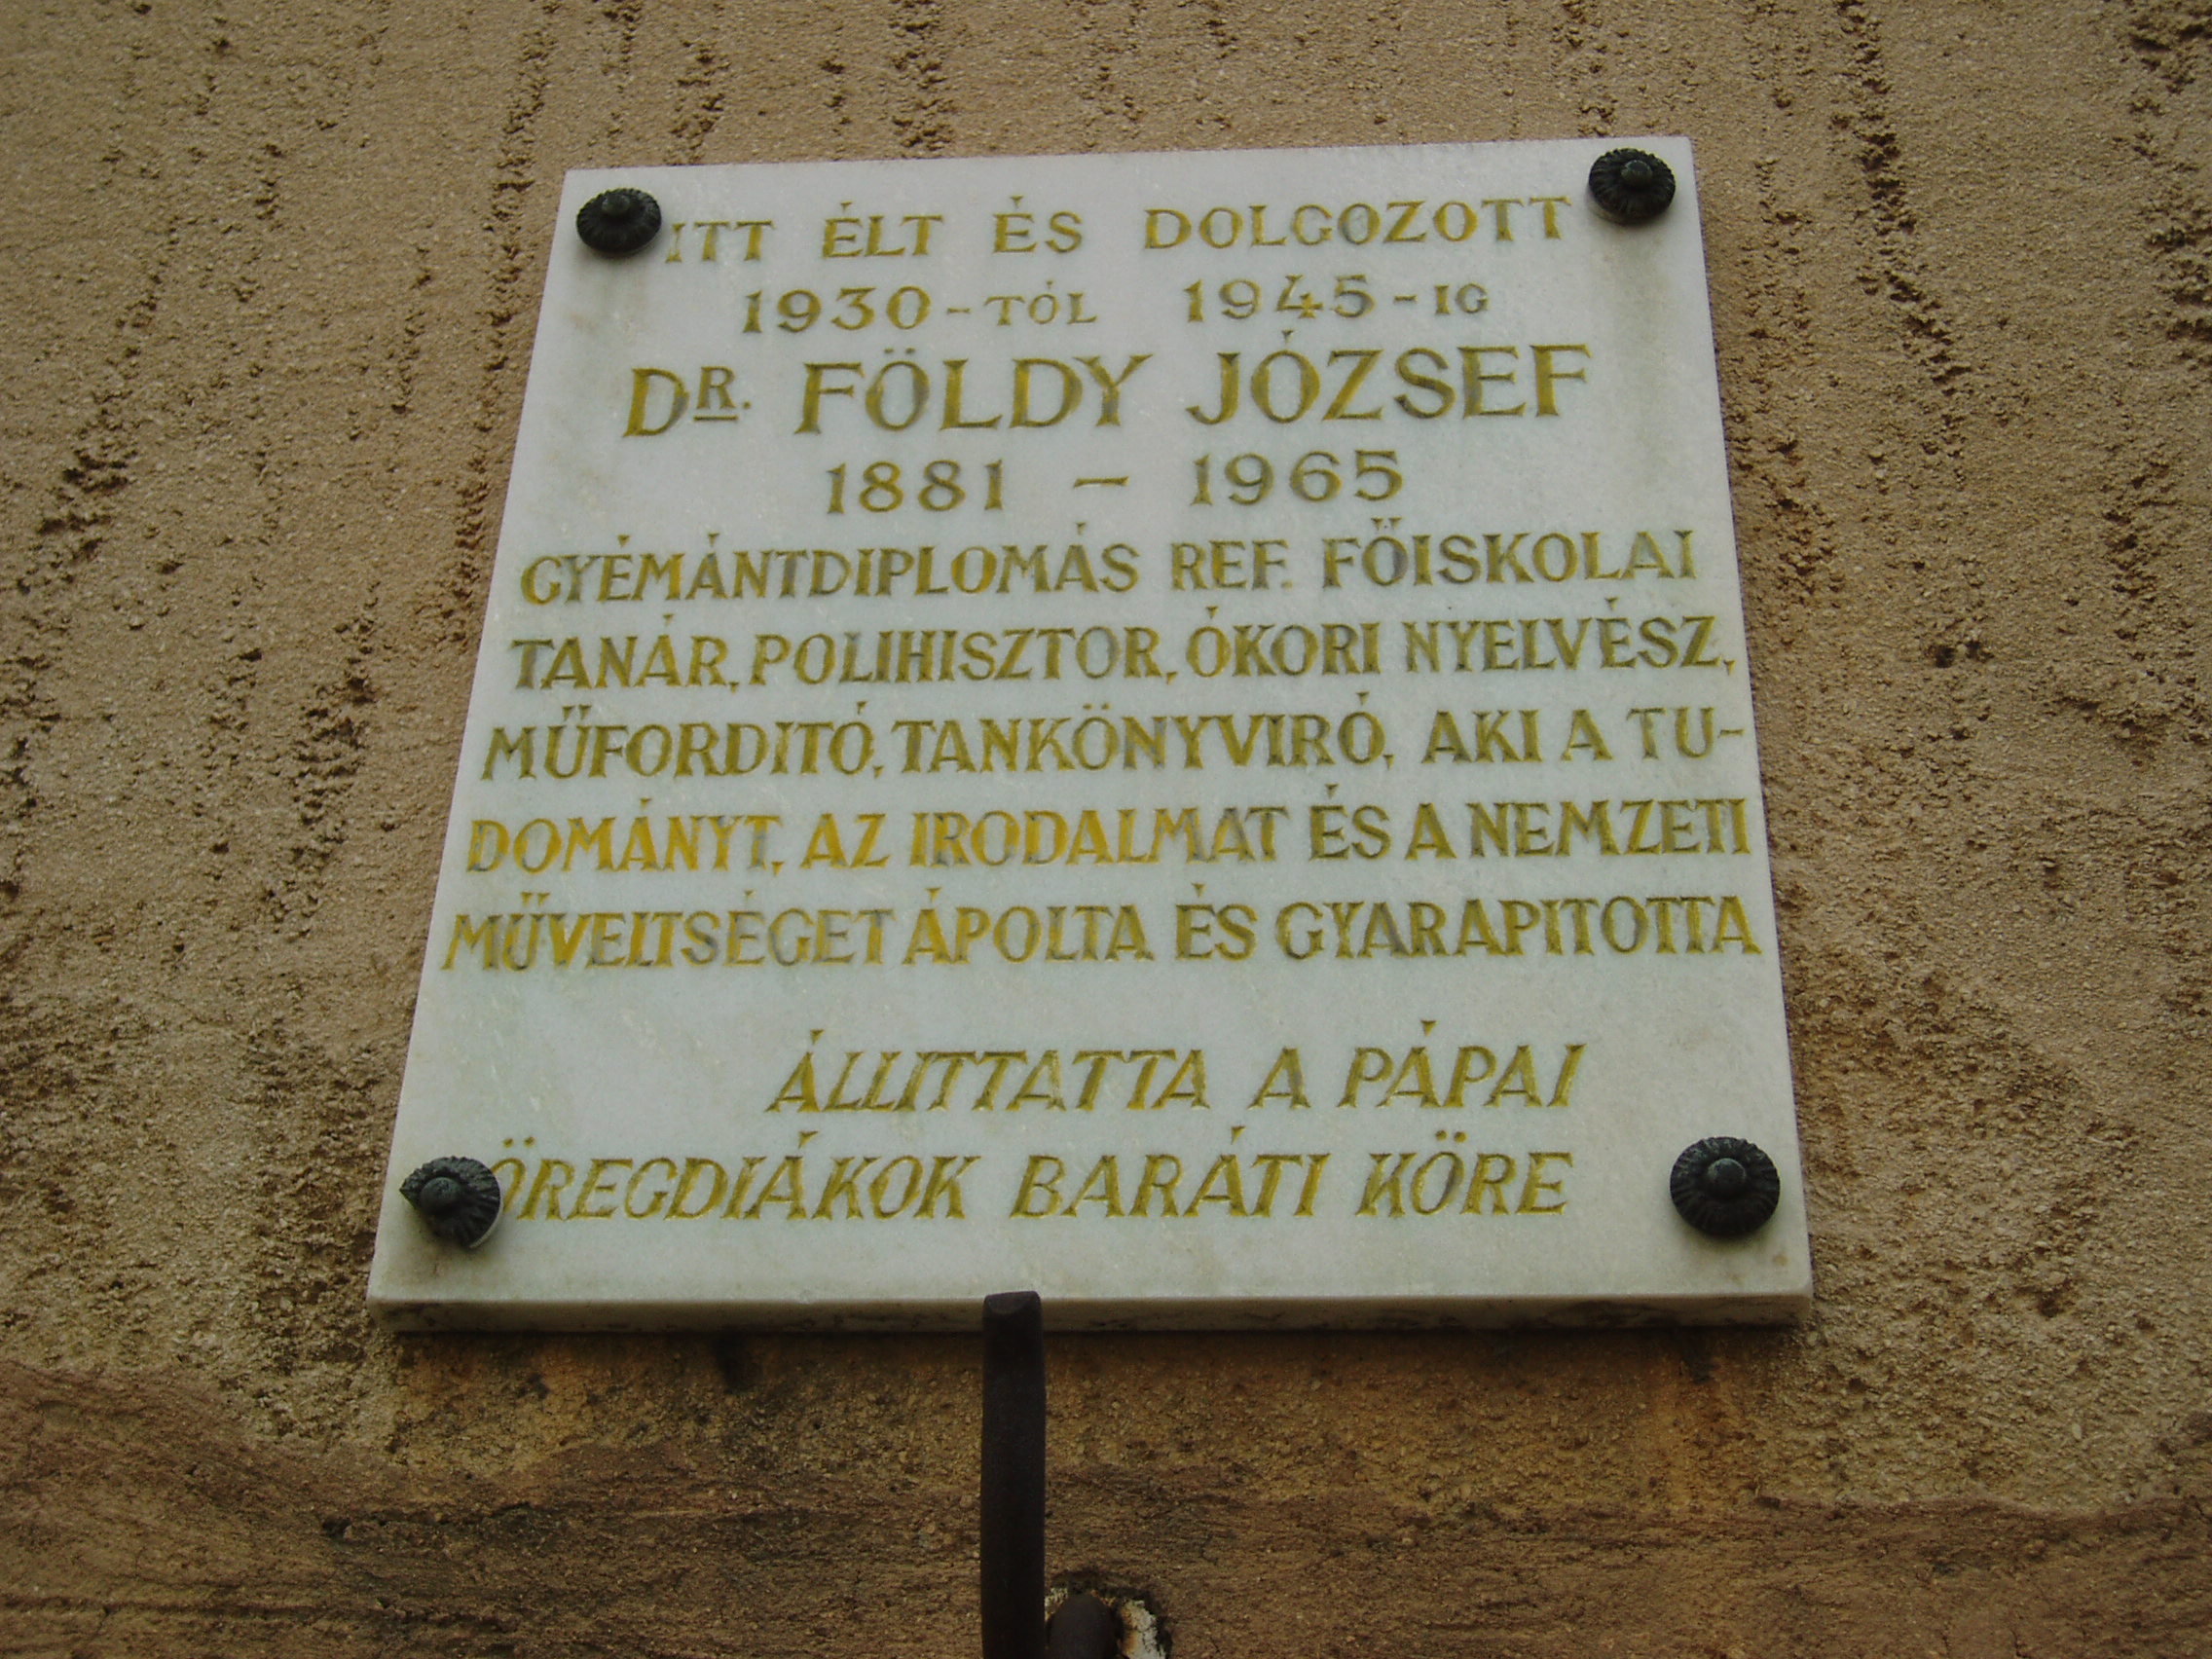 ITT ÉLT ÉS DOLGOZOTT
1930-TÓL 1945-IG
DR. FÖLDY JÓZSEF
1881 – 1965
GYÉMÁNTDIPLOMÁS REF. FŐISKOLAI
TANÁR, POLIHISZTOR, ÓKORI NYELVÉSZ,
MŰFORDITÓ, TANKÖNYVIRÓ, AKI A TU-
DOMÁNYT, AZ IRODALMAT ÉS A NEMZETI
MŰVELTSÉGET ÁPOLTA ÉS GYARAPITOTTA
ÁLLITTATTA A PÁPAI
ÖREGDIÁKOK BARÁTI KÖRE